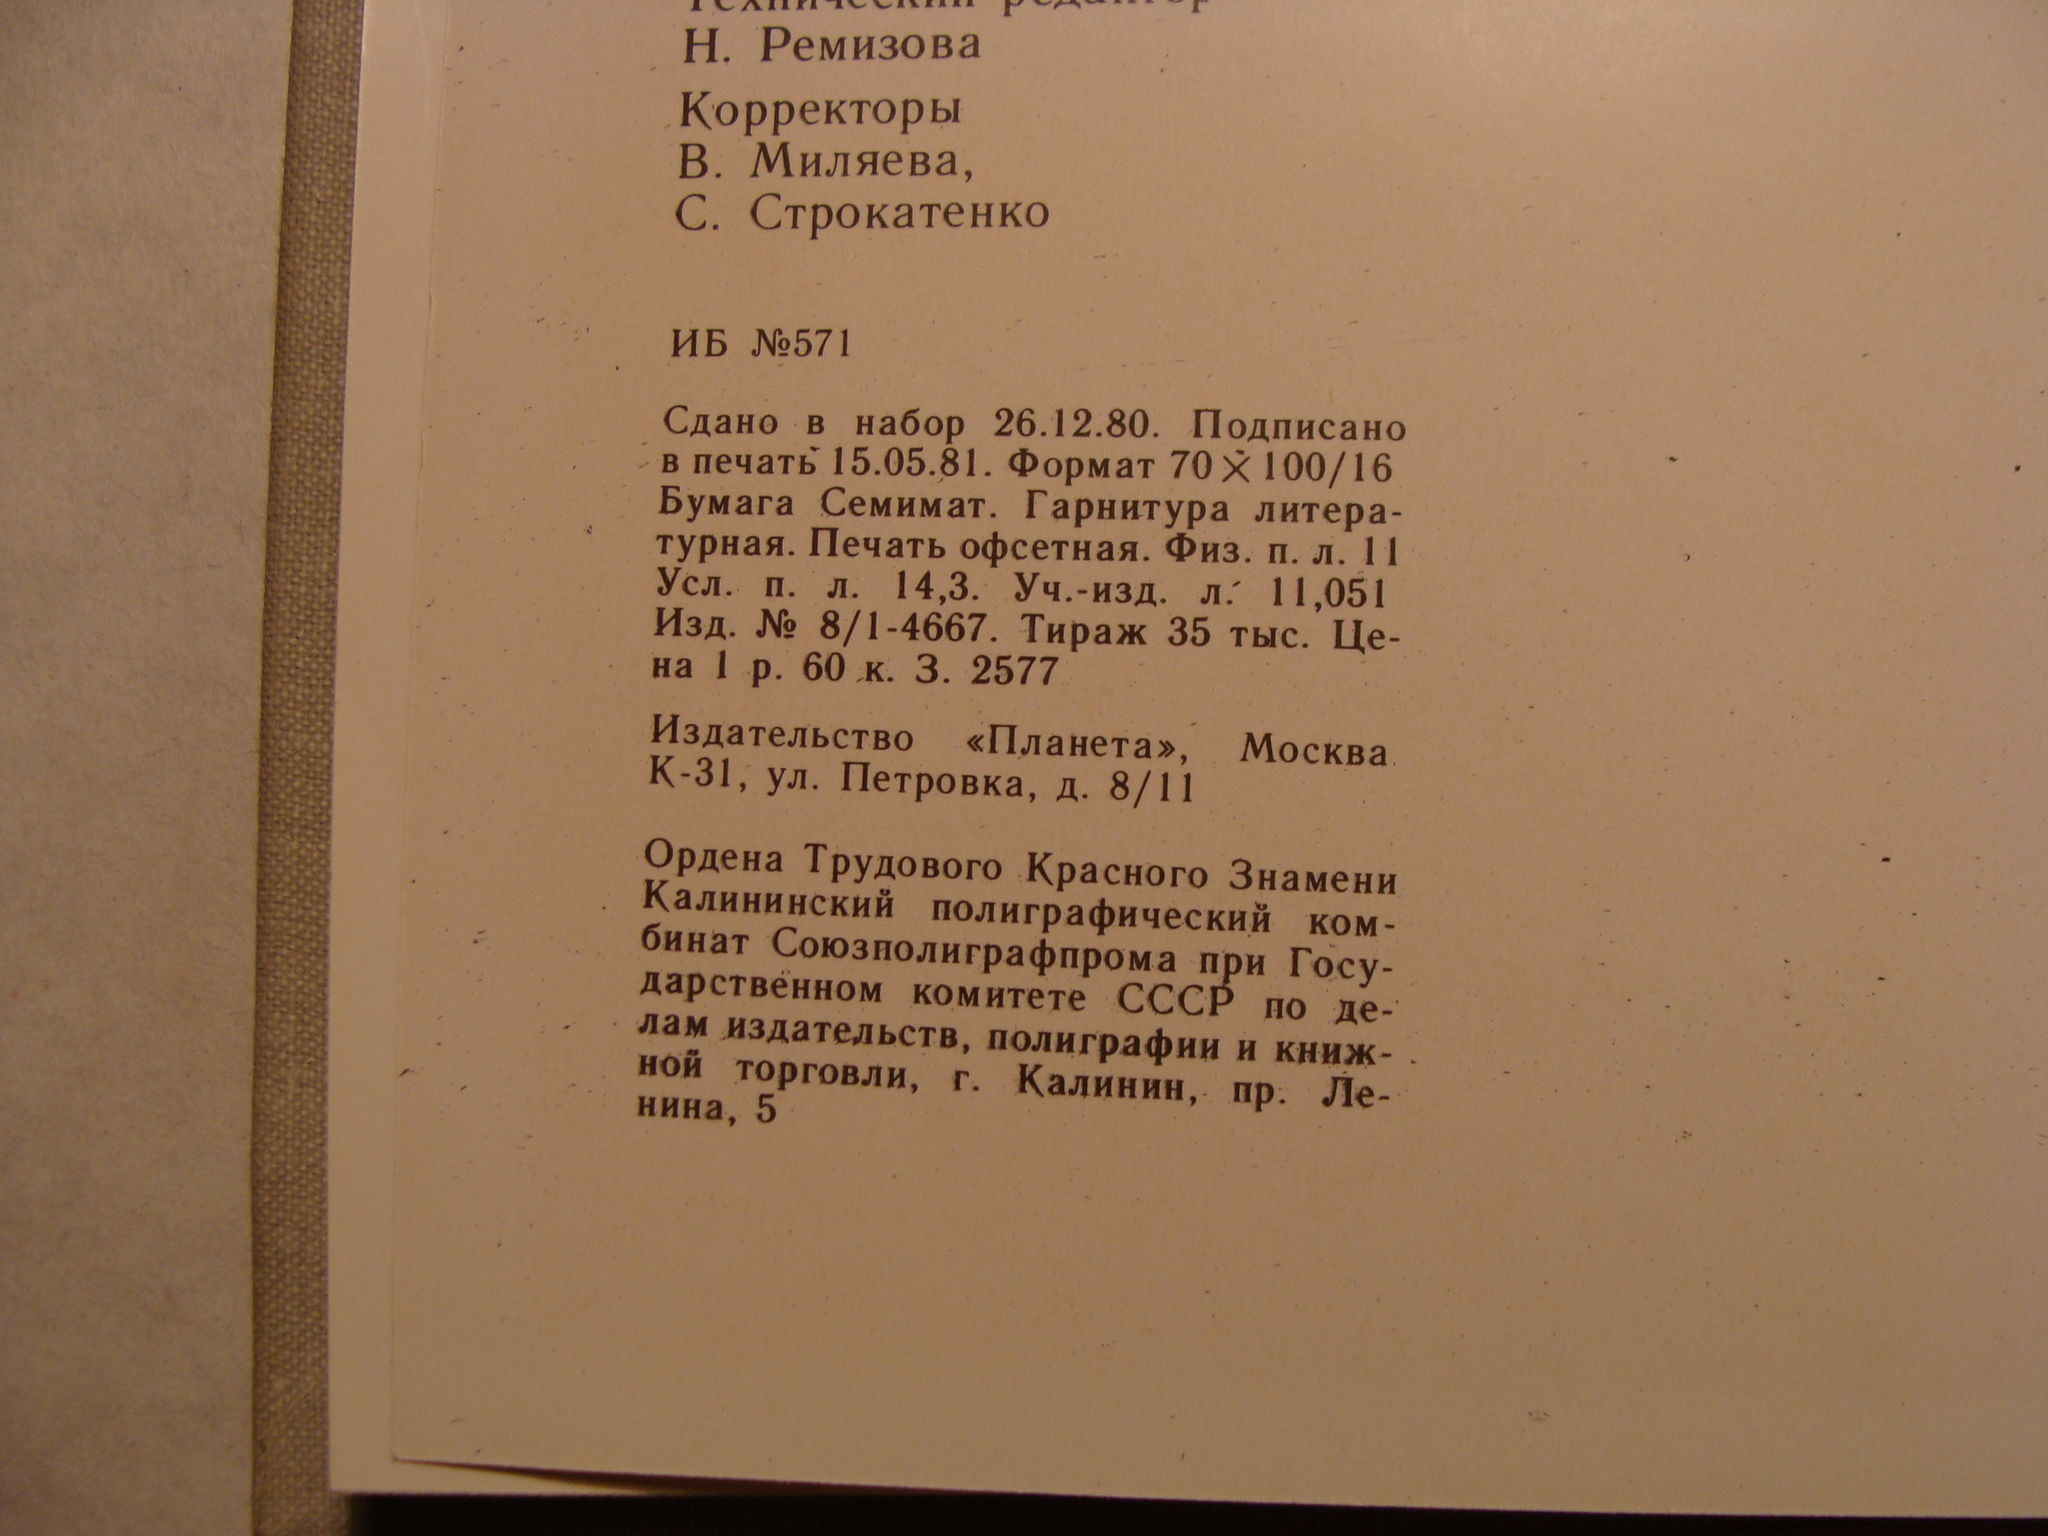 Технический редактор
Н. Ремизова
Корректоры
В. Миляева,
С. Строкатенко
ИБ №571
Сдано в набор 26.12.80. Подписано
в печать 15.05.81. Формат 70×100/16
Бумага Семимат. Гарнитура литера-
турная. Печать офсетная. Физ. п. л. 11
Усл. п. л. 14,3. Уч.-изд. л. 11,051
Изд. № 8/1-4667. Тираж 35 тыс. Це-
на 1 р. 60 к. З. 2577
Издательство «Планета», Москва
К-31, ул. Петровка, д. 8/11
Ордена Трудового Красного Знамени
Калининский полиграфический ком-
бинат Союзполиграфпрома при Госу-
дарственном комитете СССР по де-
лам издательств, полиграфии и книж-
ной торговли, г. Калинин, пр. Ле-
нина, 5